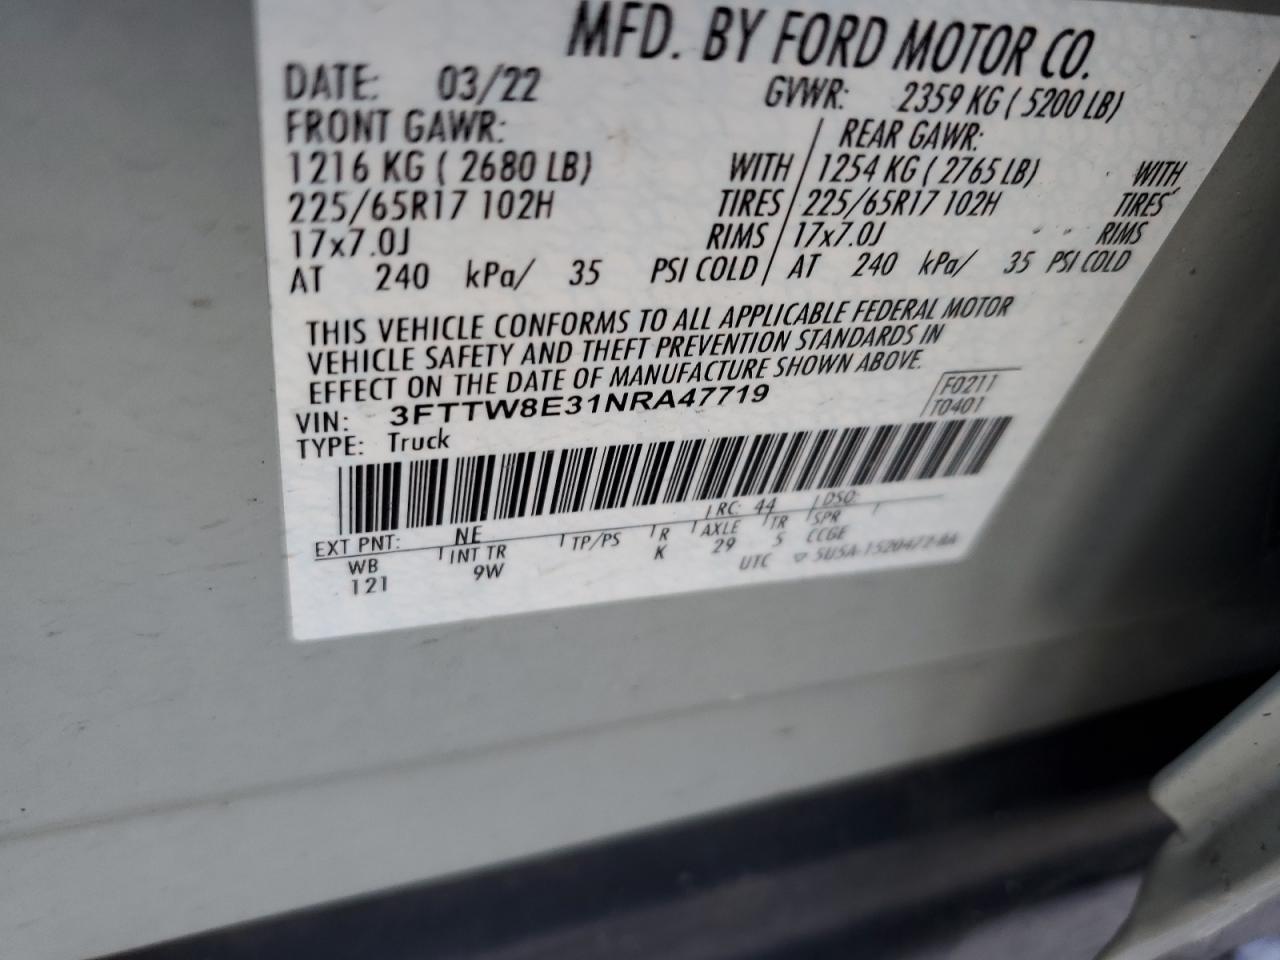 MFD. BY FORD MOTOR CO.
DATE: 03/22 GVWR: 2359 KG ( 5200 LB)
FRONT GAWR: REAR GAWR:
1216 KG ( 2680 LB) WITH / 1254 KG ( 2765 LB) WITH
225/65R17 102H TIRES / 225/65R17 102H TIRES
17x7.0J RIMS / 17x7.0J RIMS
AT 240 kPa/ 35 PSI COLD / AT 240 kPa/ 35 PSI COLD
THIS VEHICLE CONFORMS TO ALL APPLICABLE FEDERAL MOTOR
VEHICLE SAFETY AND THEFT PREVENTION STANDARDS IN
EFFECT ON THE DATE OF MANUFACTURE SHOWN ABOVE.
VIN: 3FTTW8E31NRA47719 F0211
TYPE: Truck T0401
EXT PNT: NE RC: 44 DSO:
WB INT TR TP/PS R AXLE TR SPR
121 9W K 29 5 CCGE
UTC